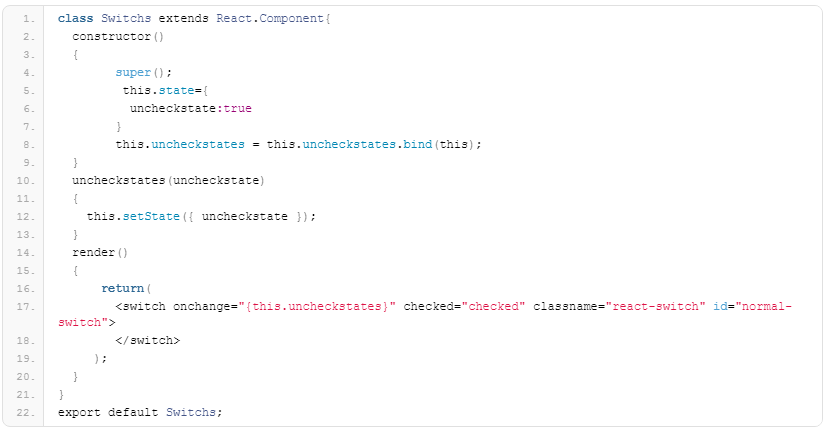 1. class Switchs extends React.Component{
2. constructor()
3. {
4. super();
5. this.state={
6. uncheckstate:true
7. }
8. this.uncheckstates = this.uncheckstates.bind(this);
9. }
10. uncheckstates(uncheckstate)
11. {
12. this.setState({ uncheckstate });
13. }
14. render()
15. {
16. return(
17. <switch onchange="{this.uncheckstates}" checked="checked" classname="react-switch" id="normal-
switch">
18. </switch>
19. );
20. }
21. }
22. export default Switchs;